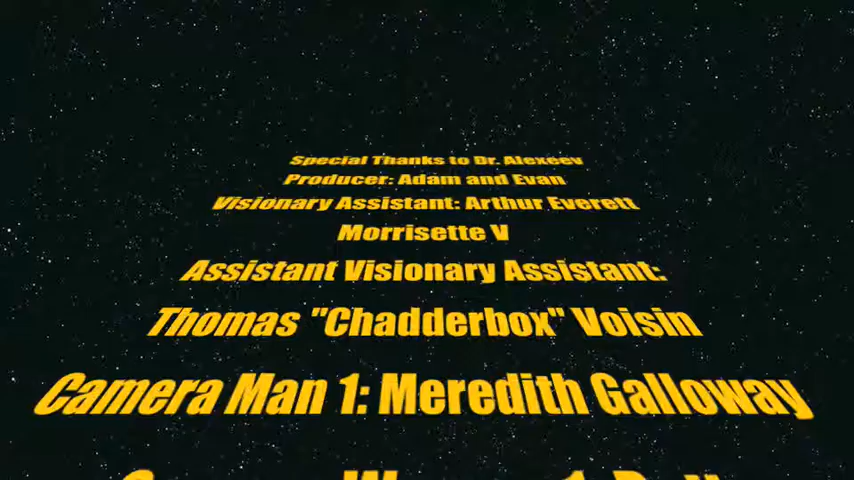 Special Thanks to Dr. Alexeev
Producer: Adam and Evan
Visionary Assistant: Arthur Everett
Morrisette V
Assistant Visionary Assistant:
Thomas "Chadderbox" Voisin
Camera Man 1: Meredith Galloway